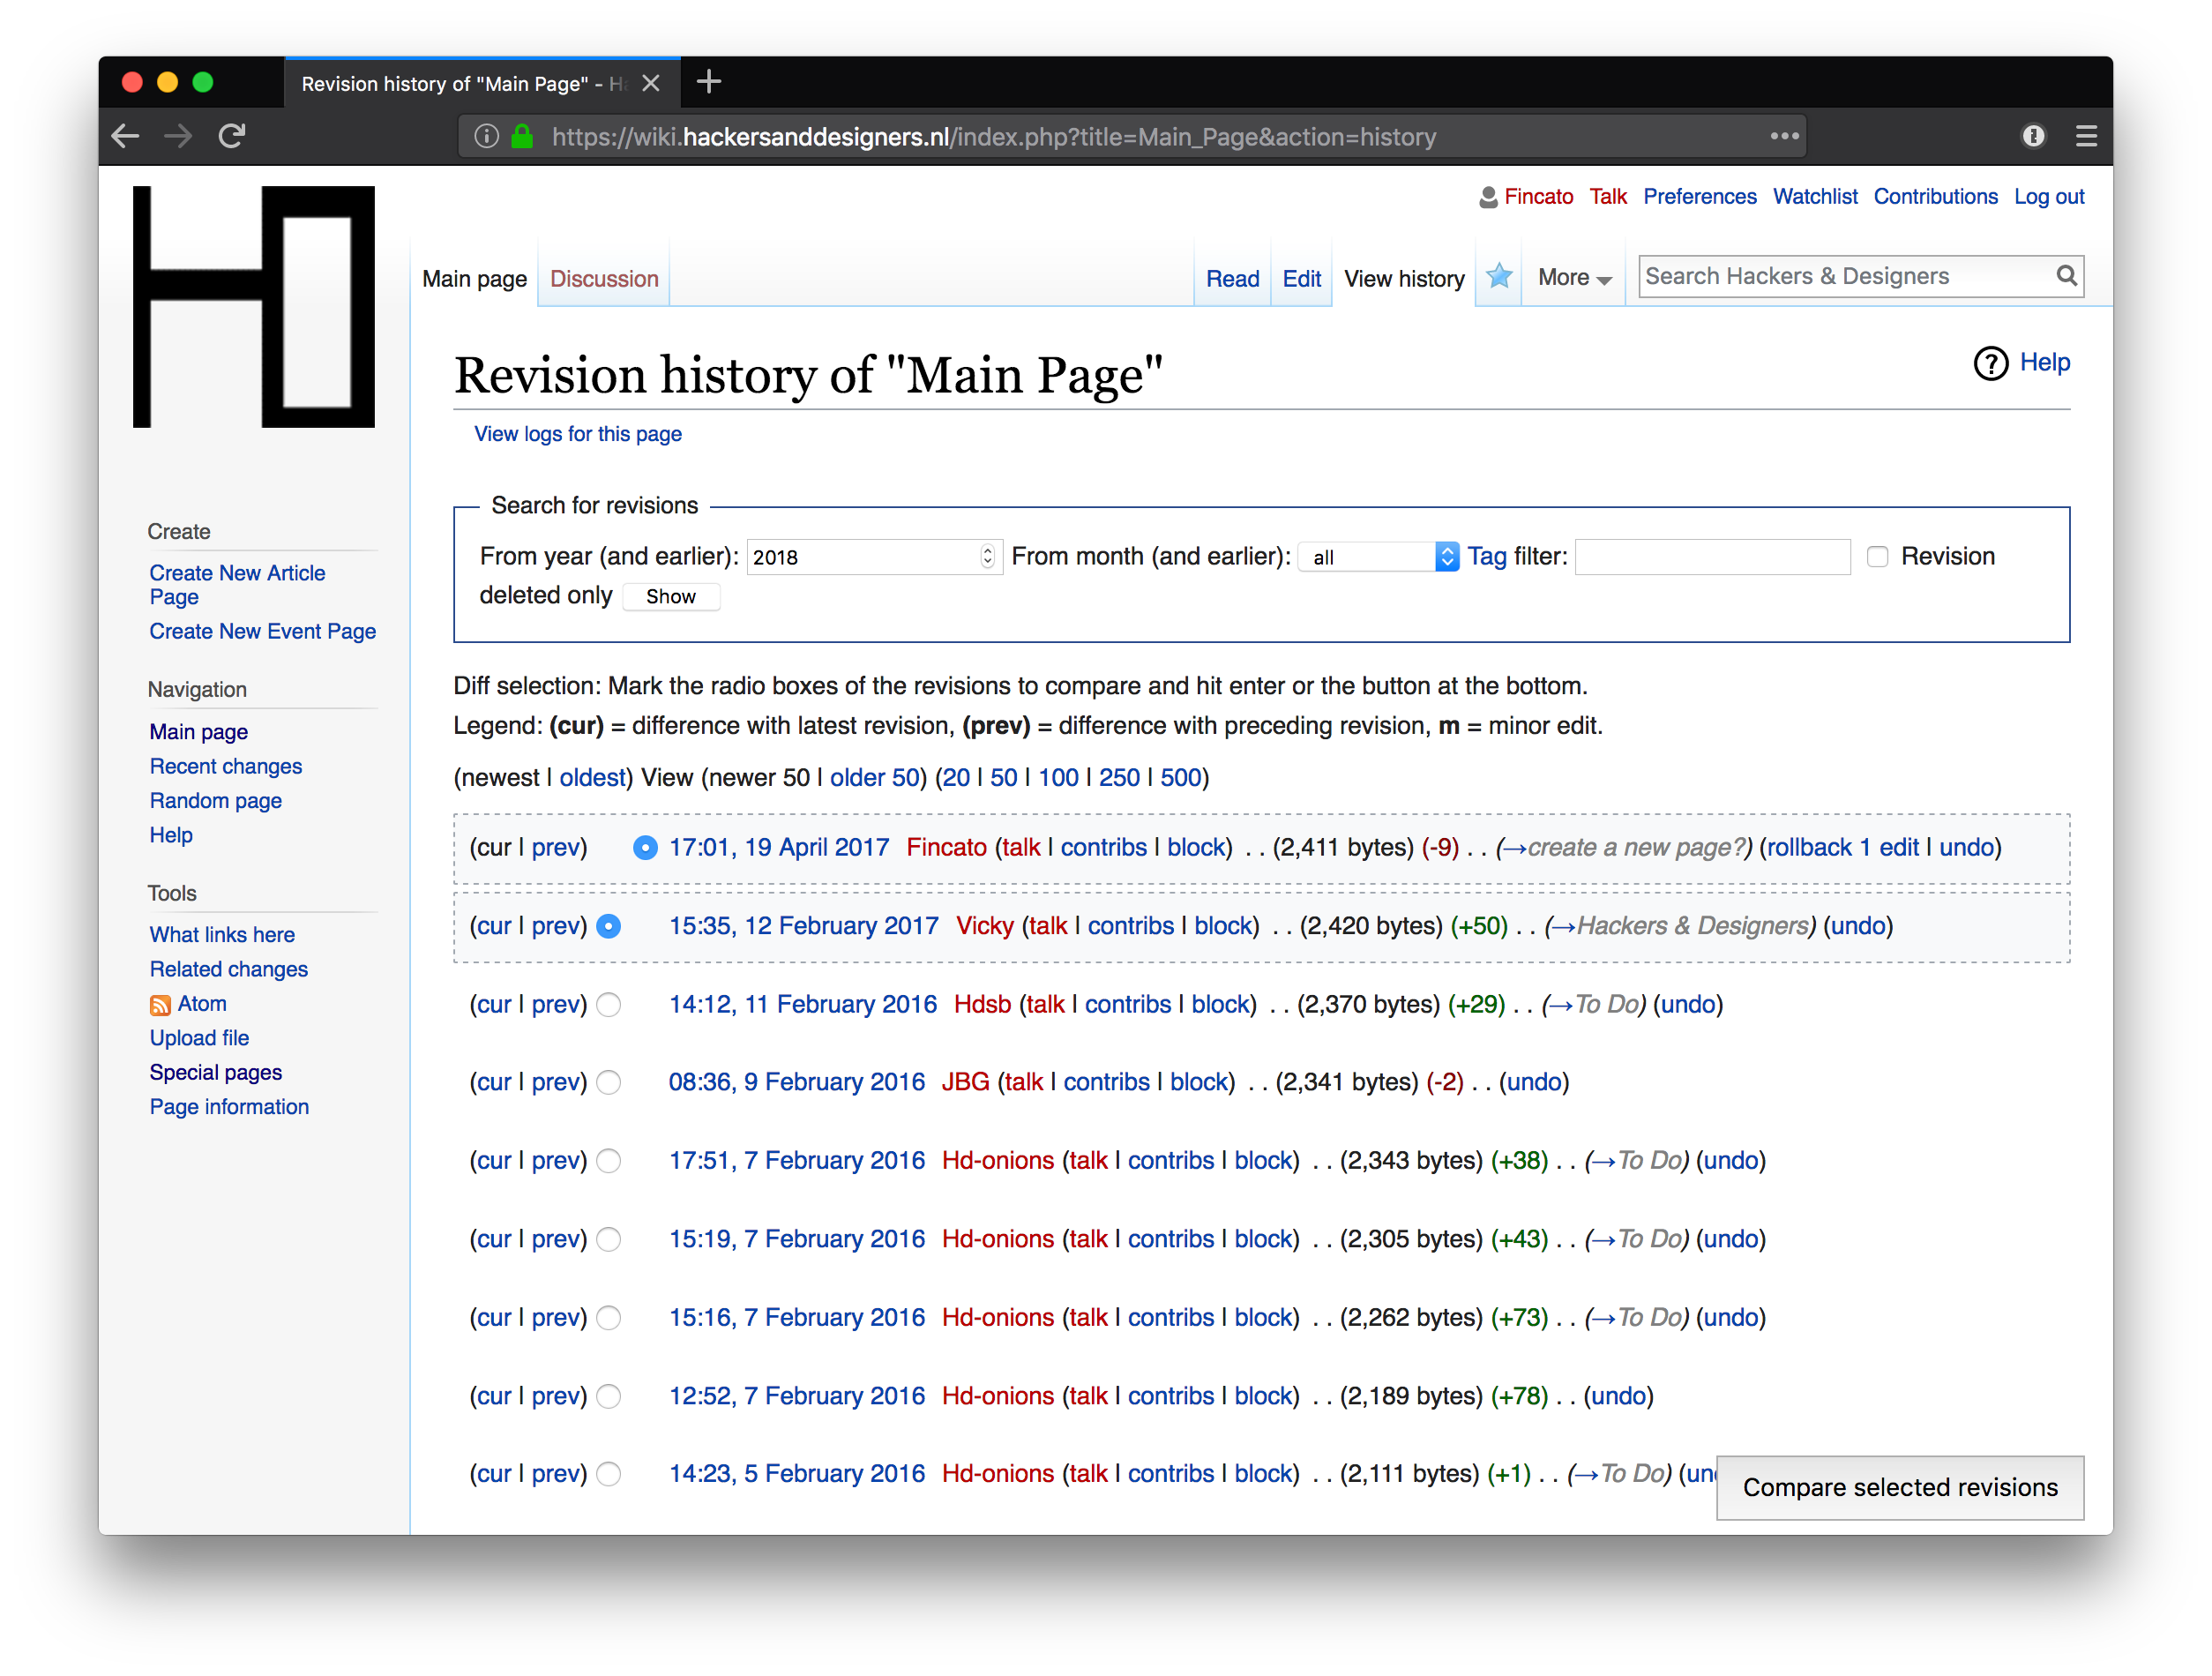 Revision history of "Main Page" - Ha
https://wiki.hackersanddesigners.nl/index.php?title=Main_Page&action=history
Fincato Talk Preferences Watchlist Contributions Log out
Main page Discussion Read Edit View history More Search Hackers & Designers
Revision history of "Main Page"
Help
View logs for this page
Search for revisions
From year (and earlier): 2018 From month (and earlier): all Tag filter: Revision
deleted only Show
Diff selection: Mark the radio boxes of the revisions to compare and hit enter or the button at the bottom.
Legend: (cur) = difference with latest revision, (prev) = difference with preceding revision, m = minor edit.
(newest | oldest) View (newer 50 | older 50) (20 | 50 | 100 | 250 | 500)
(cur | prev) 17:01, 19 April 2017 Fincato (talk | contribs | block) . . (2,411 bytes) (-9) . . (→create a new page?) (rollback 1 edit | undo)
(cur | prev) 15:35, 12 February 2017 Vicky (talk | contribs | block) . . (2,420 bytes) (+50) . . (→Hackers & Designers) (undo)
(cur | prev) 14:12, 11 February 2016 Hdsb (talk | contribs | block) . . (2,370 bytes) (+29) . . (→To Do) (undo)
(cur | prev) 08:36, 9 February 2016 JBG (talk | contribs | block) . . (2,341 bytes) (-2) . . (undo)
(cur | prev) 17:51, 7 February 2016 Hd-onions (talk | contribs | block) . . (2,343 bytes) (+38) . . (→To Do) (undo)
(cur | prev) 15:19, 7 February 2016 Hd-onions (talk | contribs | block) . . (2,305 bytes) (+43) . . (→To Do) (undo)
(cur | prev) 15:16, 7 February 2016 Hd-onions (talk | contribs | block) . . (2,262 bytes) (+73) . . (→To Do) (undo)
(cur | prev) 12:52, 7 February 2016 Hd-onions (talk | contribs | block) . . (2,189 bytes) (+78) . . (undo)
(cur | prev) 14:23, 5 February 2016 Hd-onions (talk | contribs | block) . . (2,111 bytes) (+1) . . (→To Do) (un
Compare selected revisions
Create
Create New Article
Page
Create New Event Page
Navigation
Main page
Recent changes
Random page
Help
Tools
What links here
Related changes
Atom
Upload file
Special pages
Page information